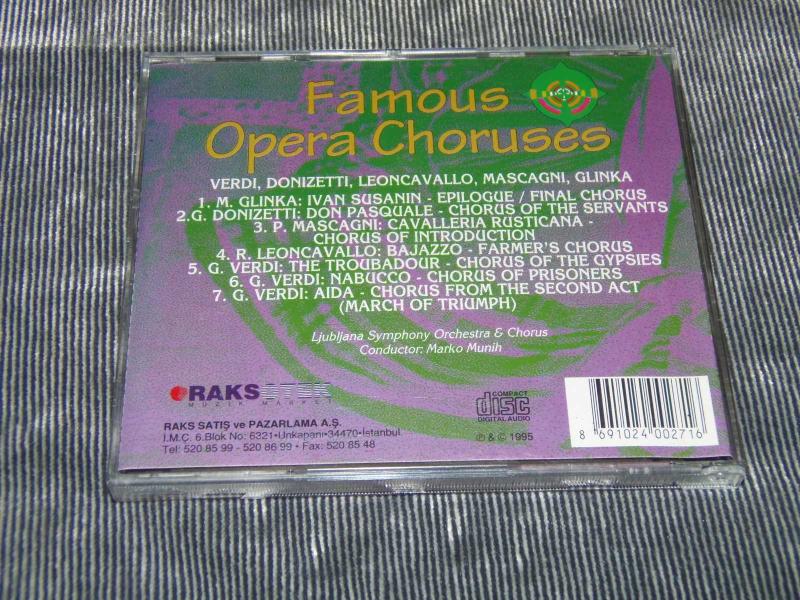 Famous
Opera Choruses
VERDI, DONIZETTI, LEONCAVALLO, MASCAGNI, GLINKA
1. M. GLINKA: IVAN SUSANIN - EPILOGUE / FINAL CHORUS
2.G. DONIZETTI: DON PASQUALE - CHORUS OF THE SERVANTS
3. P. MASCAGNI: CAVALLERIA RUSTICANA -
CHORUS OF INTRODUCTION
4. R. LEONCAVALLO: BAJAZZO - FARMER'S CHORUS
5. G. VERDI: THE TROUBADOUR - CHORUS OF THE GYPSIES
6. G. VERDI: NABUCCO - CHORUS OF PRISONERS
7. G. VERDI: AIDA - CHORUS FROM THE SECOND ACT
(MARCH OF TRIUMPH)
Ljubljana Symphony Orchestra & Chorus
Conductor: Marko Munih
RAKS
MÜZİK MARKET
RAKS SATIŞ ve PAZARLAMA A.Ş.
İ.M.Ç. 6.Blok No: 6321•Unkapanı•34470•İstanbul
Tel: 520 85 99 - 520 86 99 • Fax: 520 85 48
COMPACT
disc
DIGITAL AUDIO
℗ & © 1995
8 691024 002716